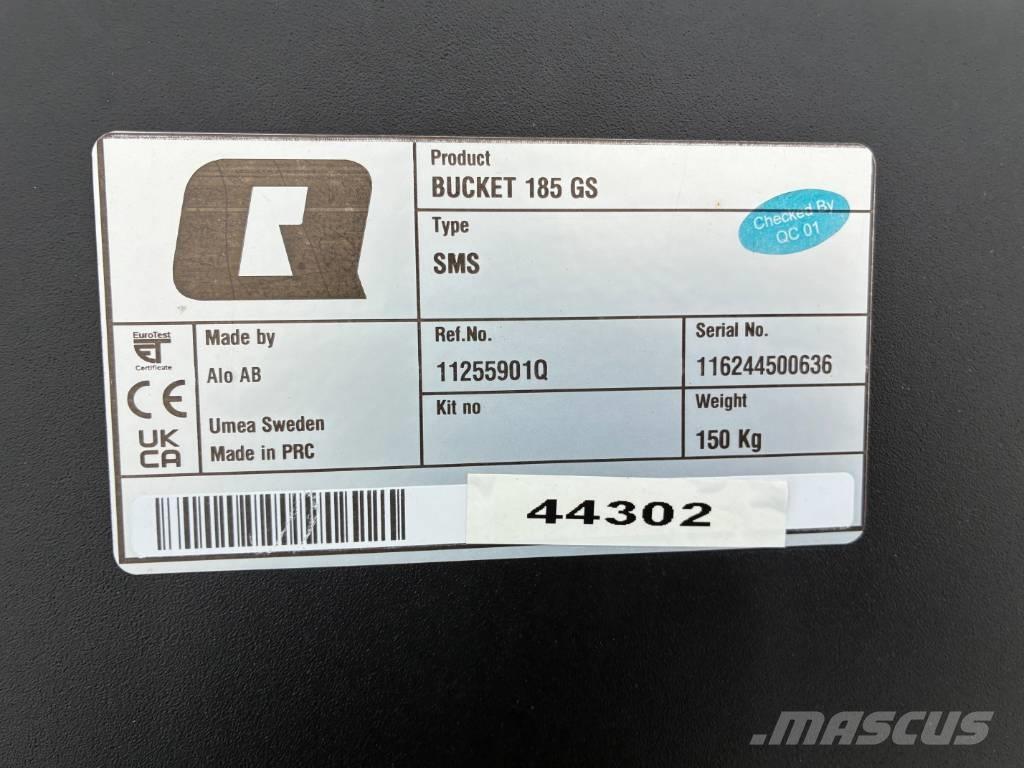 Product
BUCKET 185 GS
Type
SMS
Checked By
QC 01
EuroTest
ET
Certificate
CE
UK
CA
Made by
Alo AB
Umea Sweden
Made in PRC
Ref.No.
11255901Q
Serial No.
116244500636
Kit no
Weight
150 Kg
44302
MASCUS